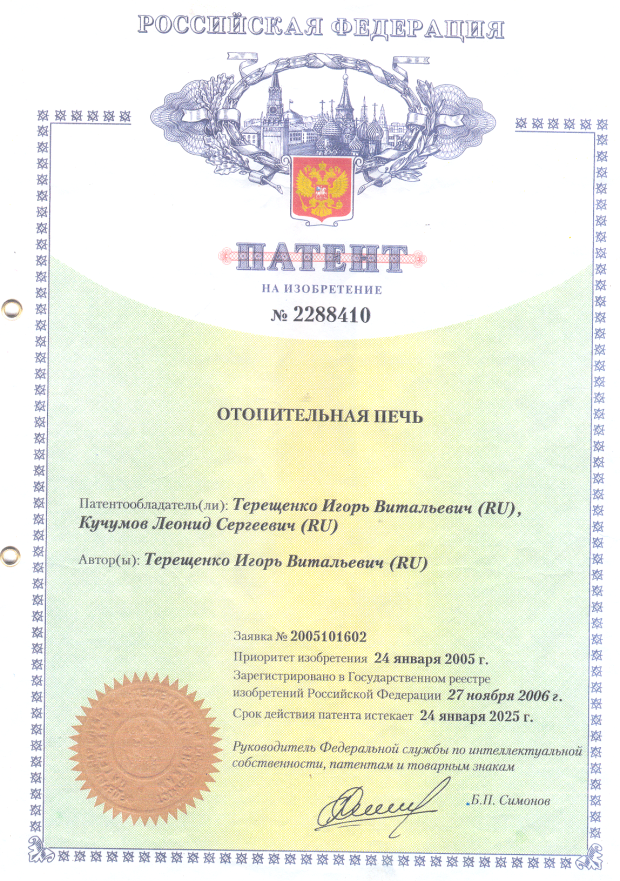 РОССИЙСКАЯ ФЕДЕРАЦИЯ
ПАТЕНТ
НА ИЗОБРЕТЕНИЕ
№ 2288410
ОТОПИТЕЛЬНАЯ ПЕЧЬ
Патентообладатель(ли): Терещенко Игорь Витальевич (RU),
Кучумов Леонид Сергеевич (RU)
Автор(ы): Терещенко Игорь Витальевич (RU)
Заявка № 2005101602
Приоритет изобретения 24 января 2005 г.
Зарегистрировано в Государственном реестре
изобретений Российской Федерации 27 ноября 2006 г.
Срок действия патента истекает 24 января 2025 г.
Руководитель Федеральной службы по интеллектуальной
собственности, патентам и товарным знакам
Б.П. Симонов